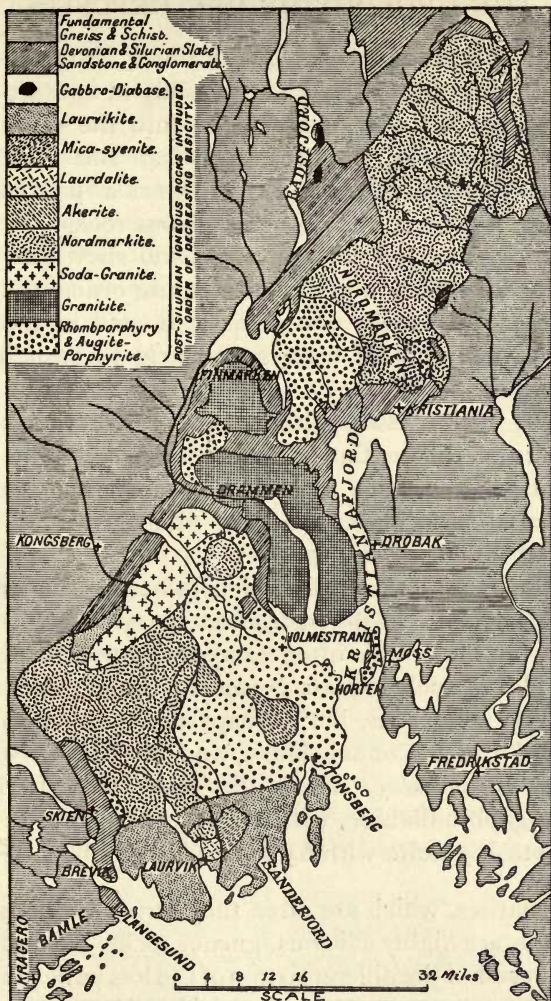 Fundamental
Gneiss & Schist.
Devonian & Silurian Slate
Sandstone & Conglomerate
Gabbro-Diabase.
Laurvikite.
Mica-syenite.
Laurdalite.
Akerite.
Nordmarkite.
Soda-Granite.
Granitite.
Rhombporphyry
& Augite-
Porphyrite.
POST-SILURIAN IGNEOUS ROCKS INTRUDED
IN ORDER OF DECREASING BASICITY.
NORDMARKEN
FINMARKEN
KRISTIANIA
DRAMMEN
KRISTIANIAFJORD
KONGSBERG
DROBAK
HOLMESTRAND
MOSS
HORTEN
FREDRIKSTAD
TÖNSBERG
SKIEN
BREVIK
LAURVIK
SANDEFJORD
LANGESUND
BAMLE
KRAGERO
0 4 8 12 16 32 Miles
SCALE